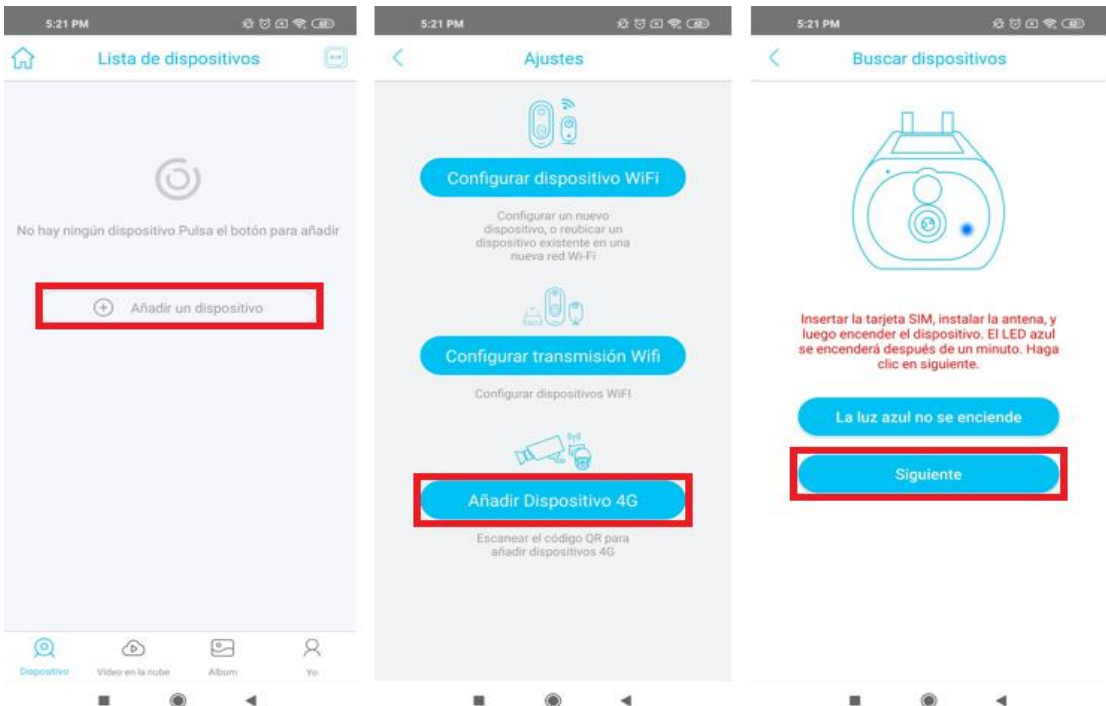 5:21 PM
62
Lista de dispositivos
No hay ningún dispositivo Pulsa el botón para añadir
Añadir un dispositivo
Dispositivo
Video en la nube
Album
Yo
5:21 PM
62
Ajustes
Configurar dispositivo WiFi
Configurar un nuevo
dispositivo, o reubicar un
dispositivo existente en una
nueva red Wi-Fi
Configurar transmisión Wifi
Configurar dispositivos WiFI
Añadir Dispositivo 4G
Escanear el código QR para
añadir dispositivos 4G
5:21 PM
62
Buscar dispositivos
Insertar la tarjeta SIM, instalar la antena, y
luego encender el dispositivo. El LED azul
se encenderá después de un minuto. Haga
clic en siguiente.
La luz azul no se enciende
Siguiente